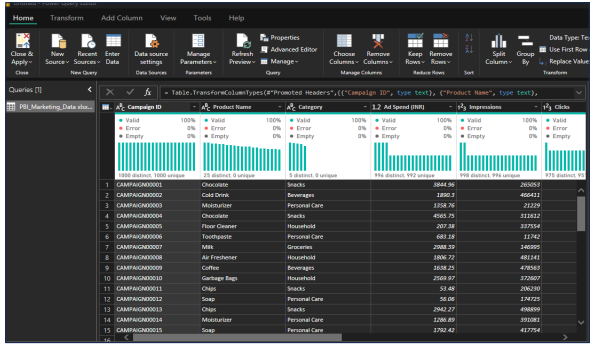 Home Transform Add Column View Tools Help
Close & Apply New Source Recent Sources Enter Data Data source settings Manage Parameters Refresh Preview Properties Advanced Editor Manage Choose Columns Remove Columns Keep Rows Remove Rows Split Column Group By Data Type: Te Use First Row Replace Value
Close New Query Data Sources Parameters Query Manage Columns Reduce Rows Sort Transform
Queries [1]
= Table.TransformColumnTypes(#"Promoted Headers",{{"Campaign ID", type text}, {"Product Name", type text},
PBI_Marketing_Data xlsx...
Campaign ID Product Name Category 1.2 Ad Spend (INR) Impressions Clicks
Valid 100% Valid 100% Valid 100% Valid 100% Valid 100% Valid
Error 0% Error 0% Error 0% Error 0% Error 0% Error
Empty 0% Empty 0% Empty 0% Empty 0% Empty 0% Empty
1000 distinct, 1000 unique 25 distinct, 0 unique 5 distinct, 0 unique 996 distinct, 992 unique 998 distinct, 996 unique 975 distinct, 95
1 CAMPAIGN00001 Chocolate Snacks 3844.96 265053
2 CAMPAIGN00002 Cold Drink Beverages 1890.3 466411
3 CAMPAIGN00003 Moisturizer Personal Care 1358.76 21229
4 CAMPAIGN00004 Chocolate Snacks 4565.75 311612
5 CAMPAIGN00005 Floor Cleaner Household 207.38 337554
6 CAMPAIGN00006 Toothpaste Personal Care 683.18 11742
7 CAMPAIGN00007 Milk Groceries 2988.59 146995
8 CAMPAIGN00008 Air Freshener Household 1806.72 481141
9 CAMPAIGN00009 Coffee Beverages 1638.25 478563
10 CAMPAIGN00010 Garbage Bags Household 2569.97 372607
11 CAMPAIGN00011 Chips Snacks 53.48 206230
12 CAMPAIGN00012 Soap Personal Care 56.06 174725
13 CAMPAIGN00013 Chips Snacks 2942.27 498899
14 CAMPAIGN00014 Moisturizer Personal Care 1286.89 391081
15 CAMPAIGN00015 Soap Personal Care 1792.42 417754
16